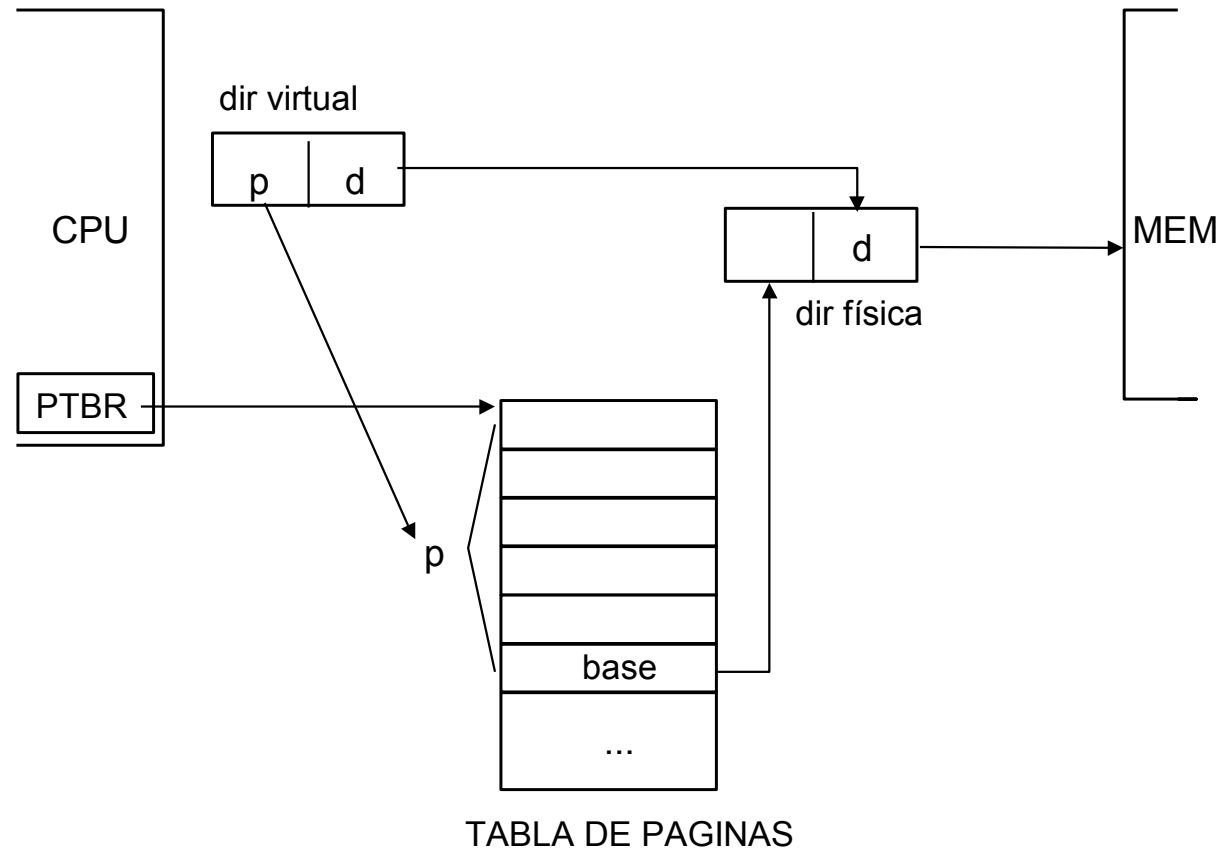 dir virtual
p d
CPU
d
MEM
dir física
PTBR
p
base
...
TABLA DE PAGINAS